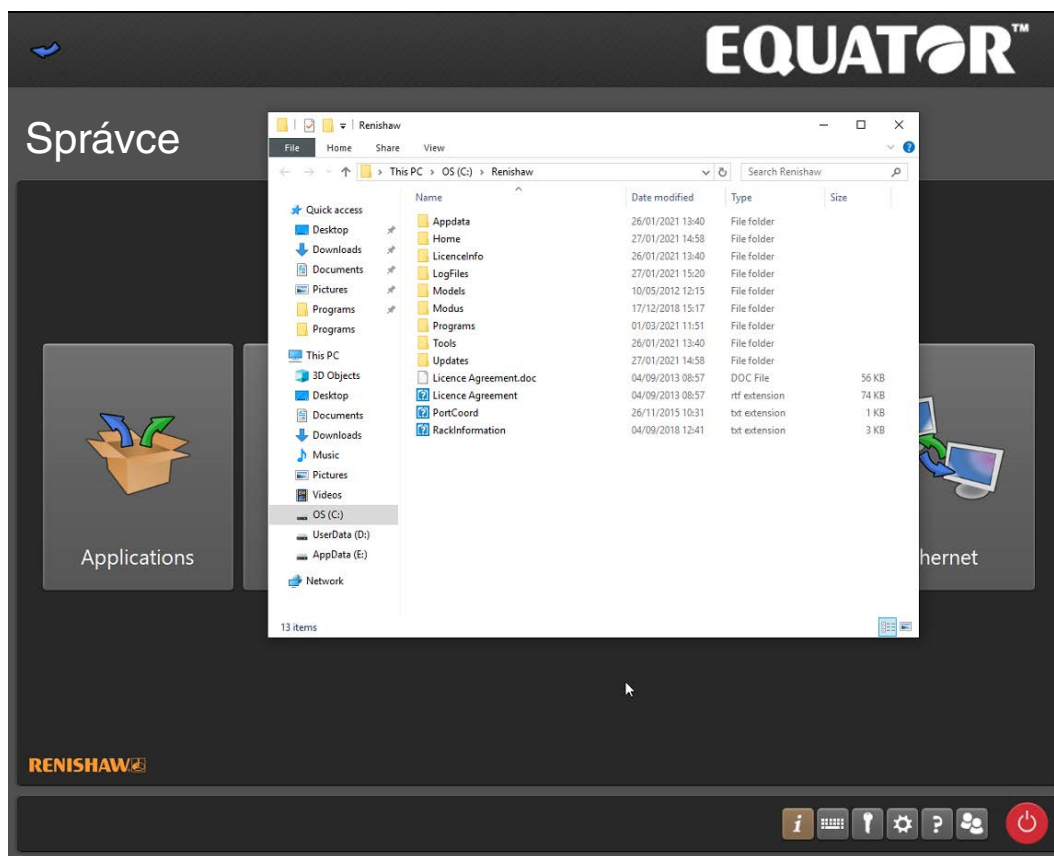 EQUATOR™
Správce
Renishaw
File Home Share View
This PC > OS (C:) > Renishaw
Search Renishaw
Name Date modified Type Size
Quick access
Desktop
Downloads
Documents
Pictures
Programs
Programs
This PC
3D Objects
Desktop
Documents
Downloads
Music
Pictures
Videos
OS (C:)
UserData (D:)
AppData (E:)
Network
Appdata 26/01/2021 13:40 File folder
Home 27/01/2021 14:58 File folder
LicenceInfo 26/01/2021 13:40 File folder
LogFiles 27/01/2021 15:20 File folder
Models 10/05/2012 12:15 File folder
Modus 17/12/2018 15:17 File folder
Programs 01/03/2021 11:51 File folder
Tools 26/01/2021 13:40 File folder
Updates 27/01/2021 14:58 File folder
Licence Agreement.doc 04/09/2013 08:57 DOC File 56 KB
Licence Agreement 04/09/2013 08:57 rtf extension 74 KB
PortCoord 26/11/2015 10:31 txt extension 1 KB
RackInformation 04/09/2018 12:41 txt extension 3 KB
13 items
Applications
hernet
RENISHAW